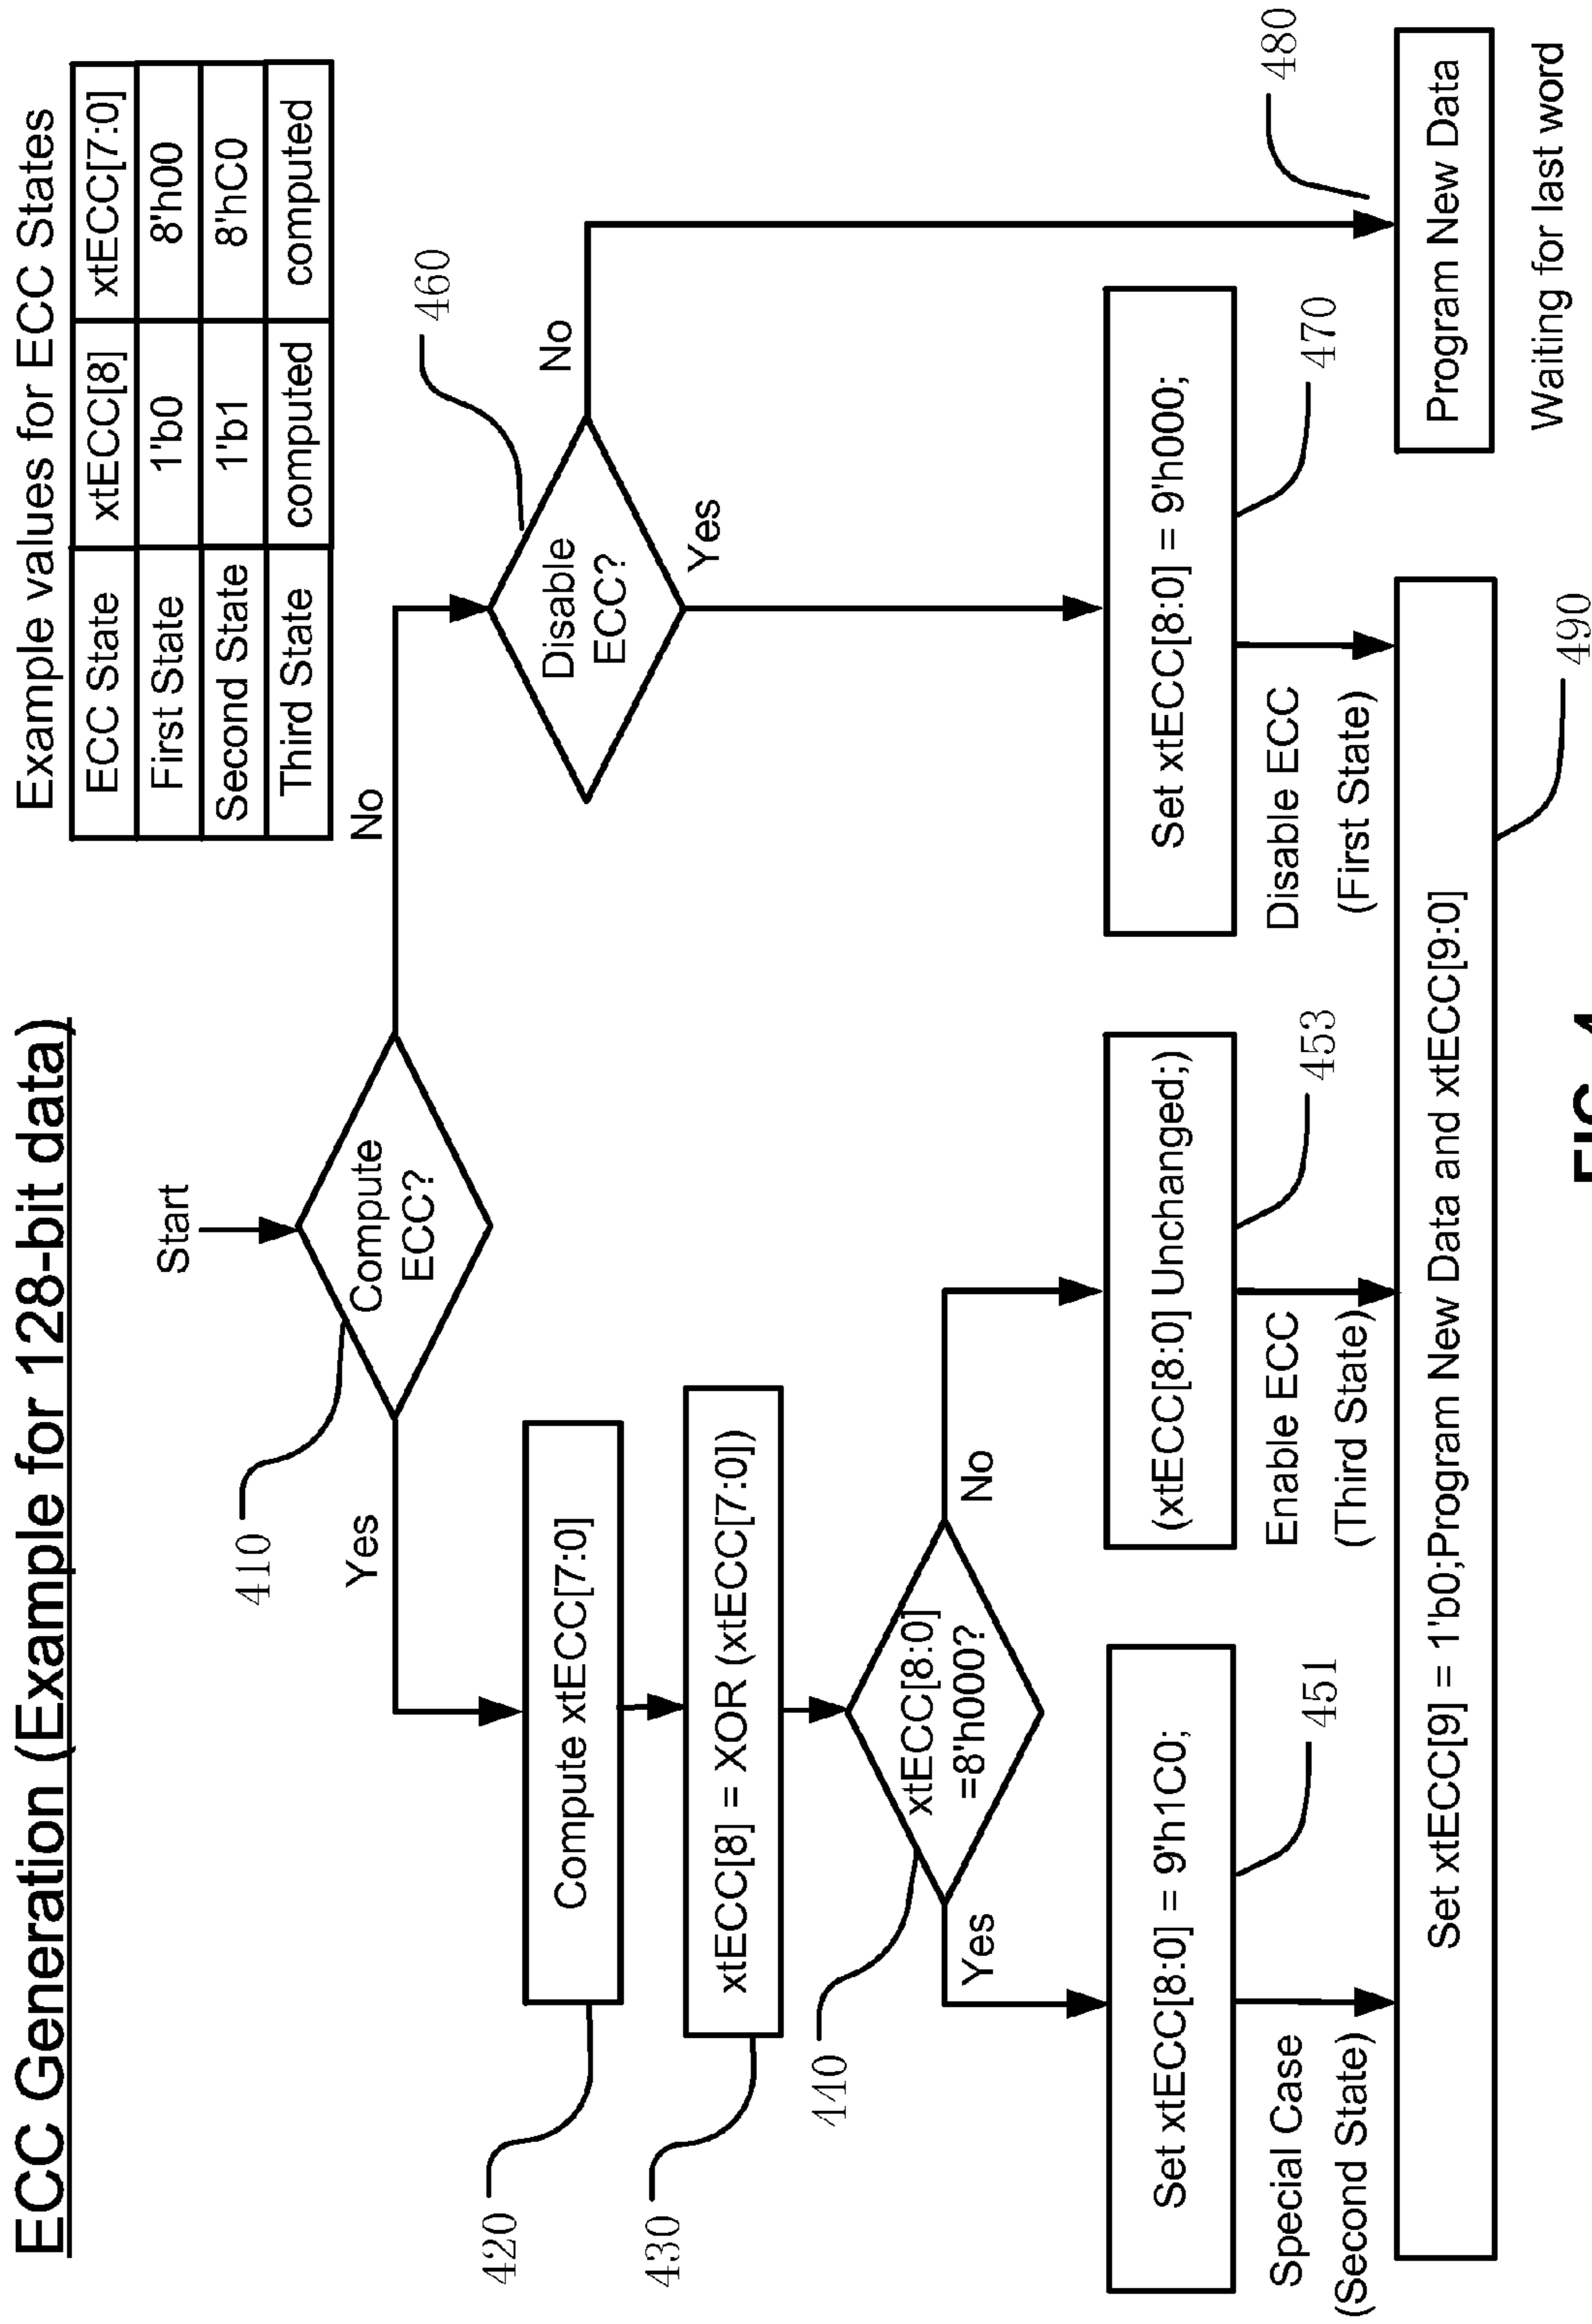 ECC Generation (Example for 128-bit data)
Example values for ECC States
ECC State xtECC[8] xtECC[7:0]
First State 1'b0 8'h00
Second State 1'b1 8'hC0
Third State computed computed
Start
410
Compute
ECC?
Yes
No
460
Disable
ECC?
No
Yes
420
Compute xtECC[7:0]
430
xtECC[8] = XOR (xtECC[7:0])
440
xtECC[8:0]
=8'h000?
Yes
No
Set xtECC[8:0] = 9'h1C0;
451
Special Case
(Second State)
(xtECC[8:0] Unchanged;)
453
Enable ECC
(Third State)
Set xtECC[8:0] = 9'h000;
470
Disable ECC
(First State)
480
Program New Data
Waiting for last word
Set xtECC[9] = 1'b0;Program New Data and xtECC[9:0]
490